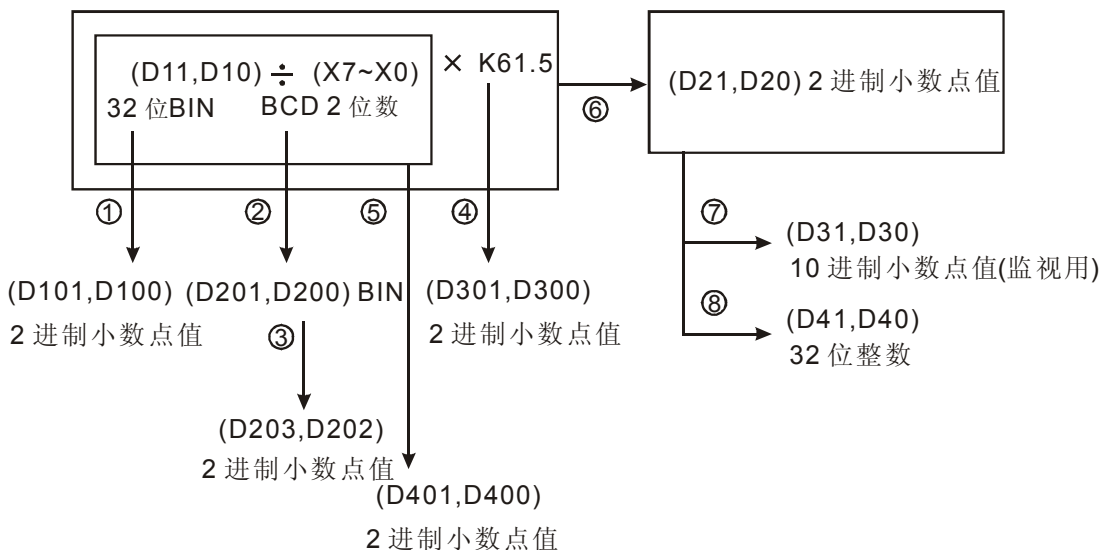 (D11,D10) ÷ (X7~X0) × K61.5
32 位BIN BCD 2 位数
⑥
(D21,D20) 2 进制小数点值
① ② ⑤ ④
⑦
(D31,D30)
10 进制小数点值(监视用)
(D101,D100) (D201,D200) BIN (D301,D300)
2 进制小数点值 ③ 2 进制小数点值
⑧
(D41,D40)
32 位整数
(D203,D202)
2 进制小数点值
(D401,D400)
2 进制小数点值